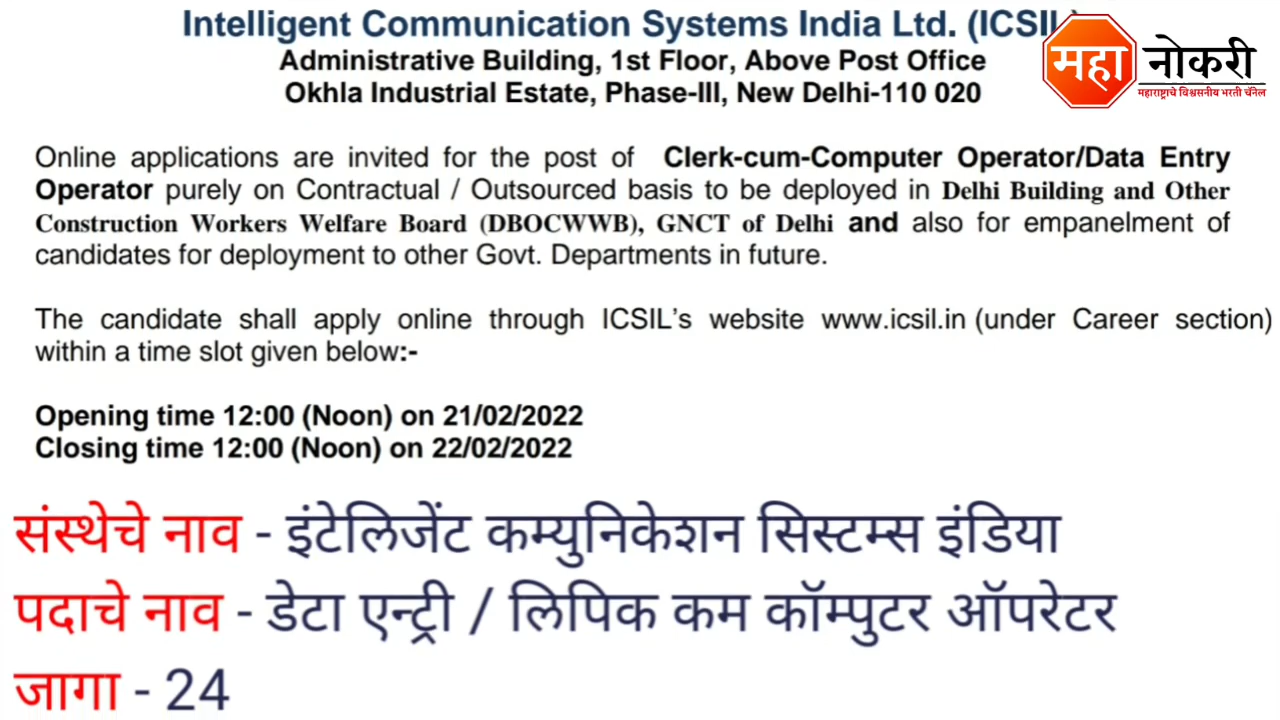 Intelligent Communication Systems India Ltd. (ICSIL)
Administrative Building, 1st Floor, Above Post Office
Okhla Industrial Estate, Phase-III, New Delhi-110 020
महा नोकरी
महाराष्ट्राचे विश्वसनीय भरती चॅनेल
Online applications are invited for the post of Clerk-cum-Computer Operator/Data Entry
Operator purely on Contractual / Outsourced basis to be deployed in Delhi Building and Other
Construction Workers Welfare Board (DBOCWWB), GNCT of Delhi and also for empanelment of
candidates for deployment to other Govt. Departments in future.
The candidate shall apply online through ICSIL’s website www.icsil.in (under Career section)
within a time slot given below:-
Opening time 12:00 (Noon) on 21/02/2022
Closing time 12:00 (Noon) on 22/02/2022
संस्थेचे नाव - इंटेलिजेंट कम्युनिकेशन सिस्टम्स इंडिया
पदाचे नाव - डेटा एन्ट्री / लिपिक कम कॉम्पुटर ऑपरेटर
जागा - 24